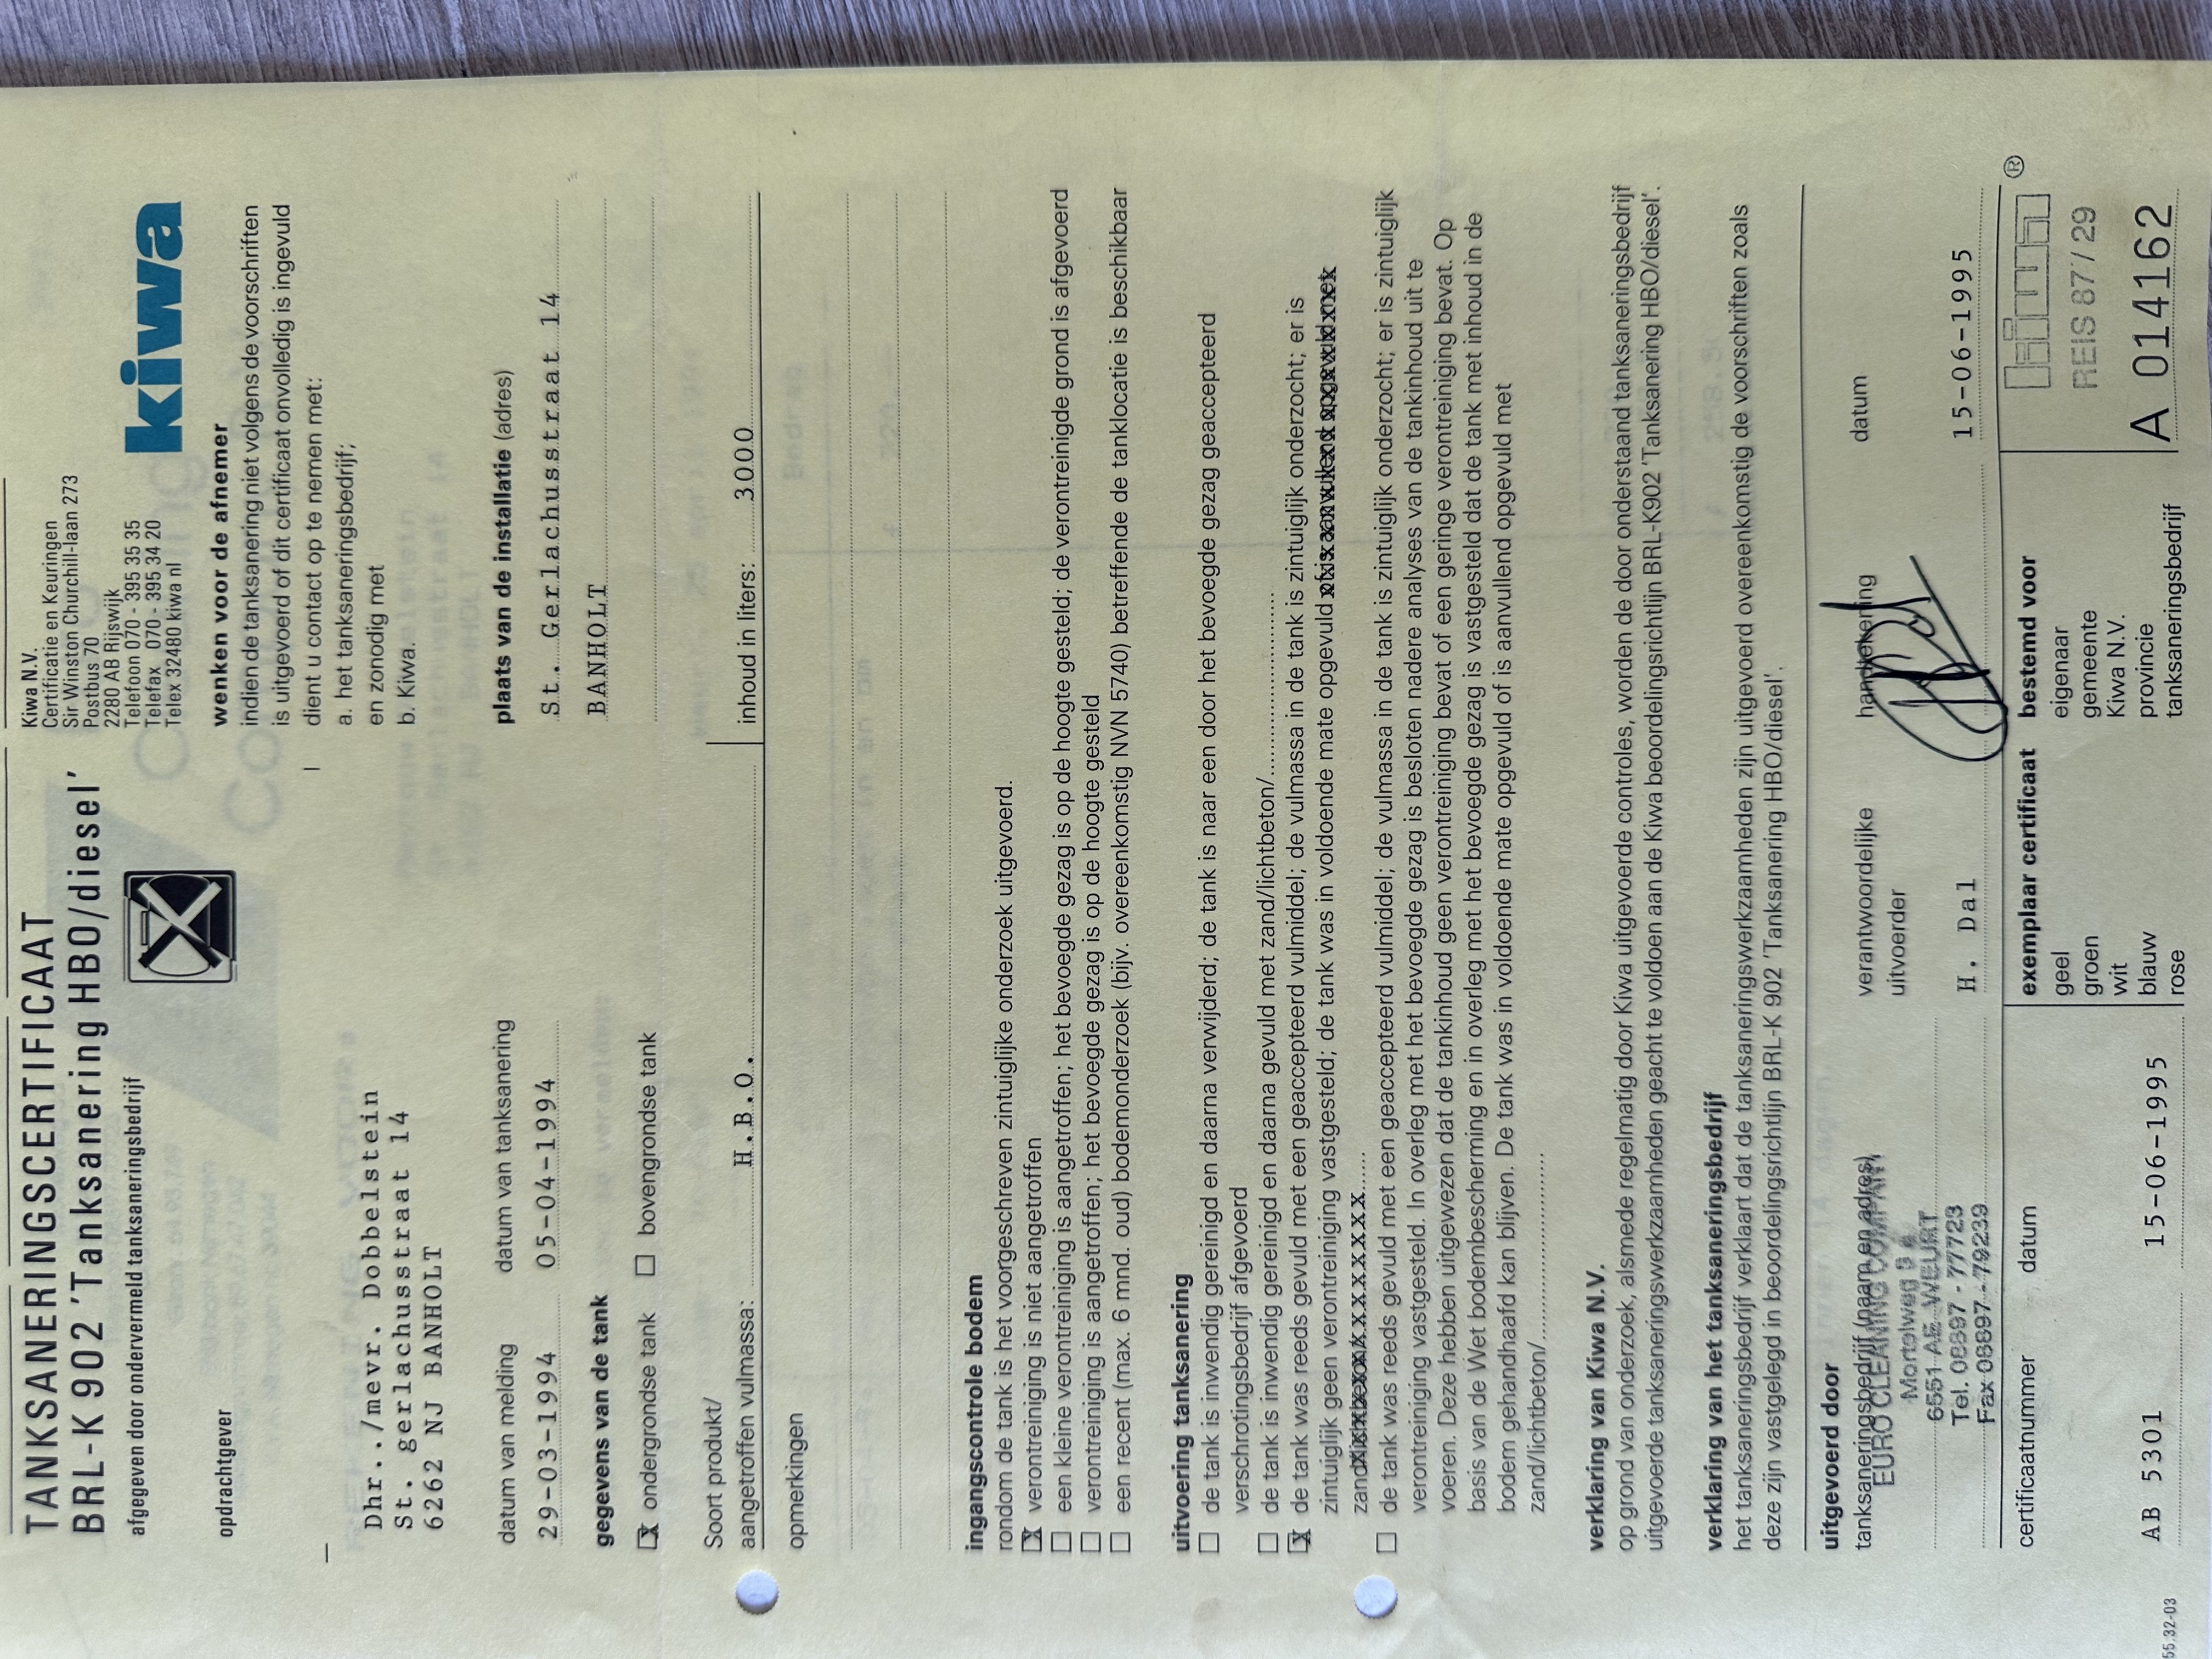 TANKSANERINGSCERTIFICAAT
BRL-K 902 'Tanksanering HBO/diesel'
afgegeven door ondervermeld tanksaneringsbedrijf
Kiwa N.V.
Certificatie en Keuringen
Sir Winston Churchill-laan 273
Postbus 70
2280 AB Rijswijk
Telefoon 070 - 395 35 35
Telefax 070 - 395 34 20
Telex 32480 kiwa nl
kiwa
opdrachtgever
Dhr../mevr. Dobbelstein
St. gerlachusstraat 14
6262 NJ BANHOLT
wenken voor de afnemer
indien de tanksanering niet volgens de voorschriften
is uitgevoerd of dit certificaat onvolledig is ingevuld
dient u contact op te nemen met:
a. het tanksaneringsbedrijf;
en zonodig met
b. Kiwa.
datum van melding
29-03-1994
datum van tanksanering
05-04-1994
plaats van de installatie (adres)
St. Gerlachusstraat 14
BANHOLT
gegevens van de tank
X ondergrondse tank
bovengrondse tank
Soort produkt/
aangetroffen vulmassa: H.B.O.
inhoud in liters: 3000
opmerkingen
ingangscontrole bodem
rondom de tank is het voorgeschreven zintuiglijke onderzoek uitgevoerd.
X verontreiniging is niet aangetroffen
een kleine verontreiniging is aangetroffen; het bevoegde gezag is op de hoogte gesteld; de verontreinigde grond is afgevoerd
verontreiniging is aangetroffen; het bevoegde gezag is op de hoogte gesteld
een recent (max. 6 mnd. oud) bodemonderzoek (bijv. overeenkomstig NVN 5740) betreffende de tanklocatie is beschikbaar
uitvoering tanksanering
de tank is inwendig gereinigd en daarna verwijderd; de tank is naar een door het bevoegde gezag geaccepteerd
verschrotingsbedrijf afgevoerd
de tank is inwendig gereinigd en daarna gevuld met zand/lichtbeton/
X de tank was reeds gevuld met een geaccepteerd vulmiddel; de vulmassa in de tank is zintuiglijk onderzocht; er is
zintuiglijk geen verontreiniging vastgesteld; de tank was in voldoende mate opgevuld
zand
de tank was reeds gevuld met een geaccepteerd vulmiddel; de vulmassa in de tank is zintuiglijk onderzocht; er is zintuiglijk
verontreiniging vastgesteld. In overleg met het bevoegde gezag is besloten nadere analyses van de tankinhoud uit te
voeren. Deze hebben uitgewezen dat de tankinhoud geen verontreiniging bevat of een geringe verontreiniging bevat. Op
basis van de Wet bodembescherming en in overleg met het bevoegde gezag is vastgesteld dat de tank met inhoud in de
bodem gehandhaafd kan blijven. De tank was in voldoende mate opgevuld of is aanvullend opgevuld met
zand/lichtbeton/
verklaring van Kiwa N.V.
op grond van onderzoek, alsmede regelmatig door Kiwa uitgevoerde controles, worden de door onderstaand tanksaneringsbedrijf
uitgevoerde tanksaneringswerkzaamheden geacht te voldoen aan de Kiwa beoordelingsrichtlijn BRL-K902 'Tanksanering HBO/diesel'.
verklaring van het tanksaneringsbedrijf
het tanksaneringsbedrijf verklaart dat de tanksaneringswerkzaamheden zijn uitgevoerd overeenkomstig de voorschriften zoals
deze zijn vastgelegd in beoordelingsrichtlijn BRL-K 902 'Tanksanering HBO/diesel'.
uitgevoerd door
tanksaneringsbedrijf (naam en adres)
EURO CLEANING COMPANY
6551 AE WEURT
Tel. 08897 - 77723
Fax 08897 - 79239
verantwoordelijke
uitvoerder
H. Dal
handtekening
datum
15-06-1995
certificaatnummer
AB 5301
datum
15-06-1995
exemplaar certificaat bestemd voor
geel eigenaar
groen gemeente
wit Kiwa N.V.
blauw provincie
rose tanksaneringsbedrijf
®
REIS 87 / 29
A 014162
55.32-03